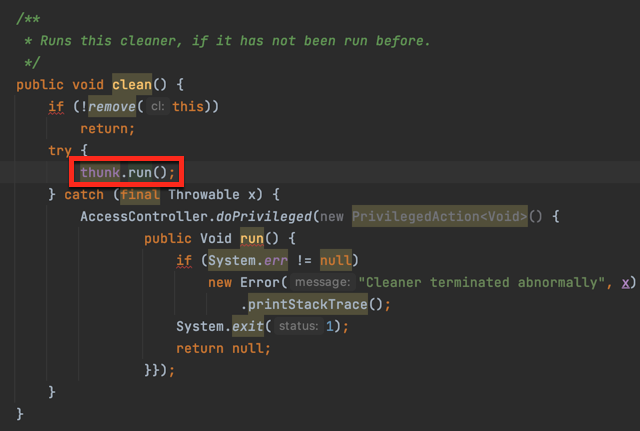 /**
 * Runs this cleaner, if it has not been run before.
 */
public void clean() {
    if (!remove( cl: this))
        return;
    try {
        thunk.run();
    } catch (final Throwable x) {
        AccessController.doPrivileged(new PrivilegedAction<Void>() {
                public Void run() {
                    if (System.err != null)
                        new Error( message: "Cleaner terminated abnormally", x)
                            .printStackTrace();
                    System.exit( status: 1);
                    return null;
                }});
    }
}